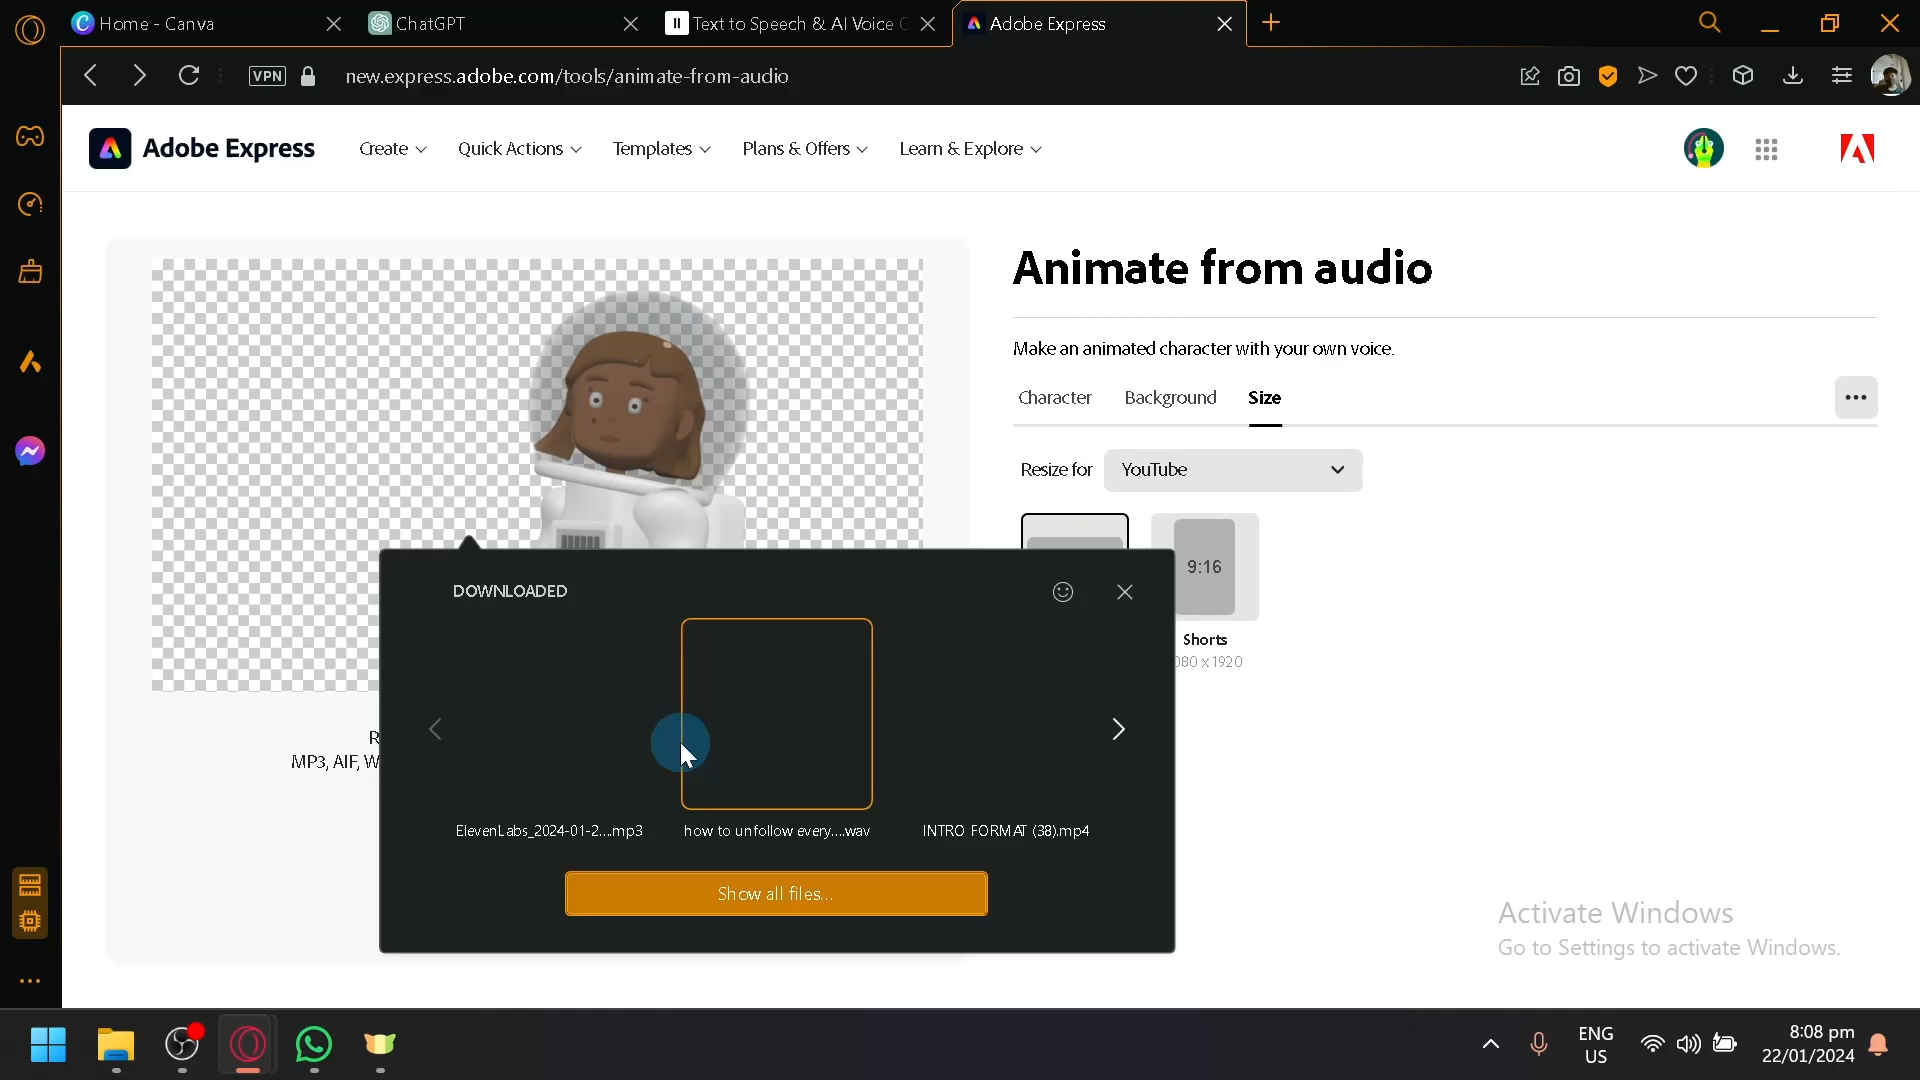 Home - Canva
ChatGPT
Text to Speech & AI Voice G
Adobe Express
VPN
new.express.adobe.com/tools/animate-from-audio
Adobe Express
Create
Quick Actions
Templates
Plans & Offers
Learn & Explore
Animate from audio
Make an animated character with your own voice.
Character
Background
Size
Resize for
YouTube
9:16
Shorts
080 x 1920
R
MP3, AIF, W
DOWNLOADED
ElevenLabs_2024-01-2....mp3
how to unfollow every....wav
INTRO FORMAT (38).mp4
Show all files...
Activate Windows
Go to Settings to activate Windows.
ENG
US
8:08 pm
22/01/2024